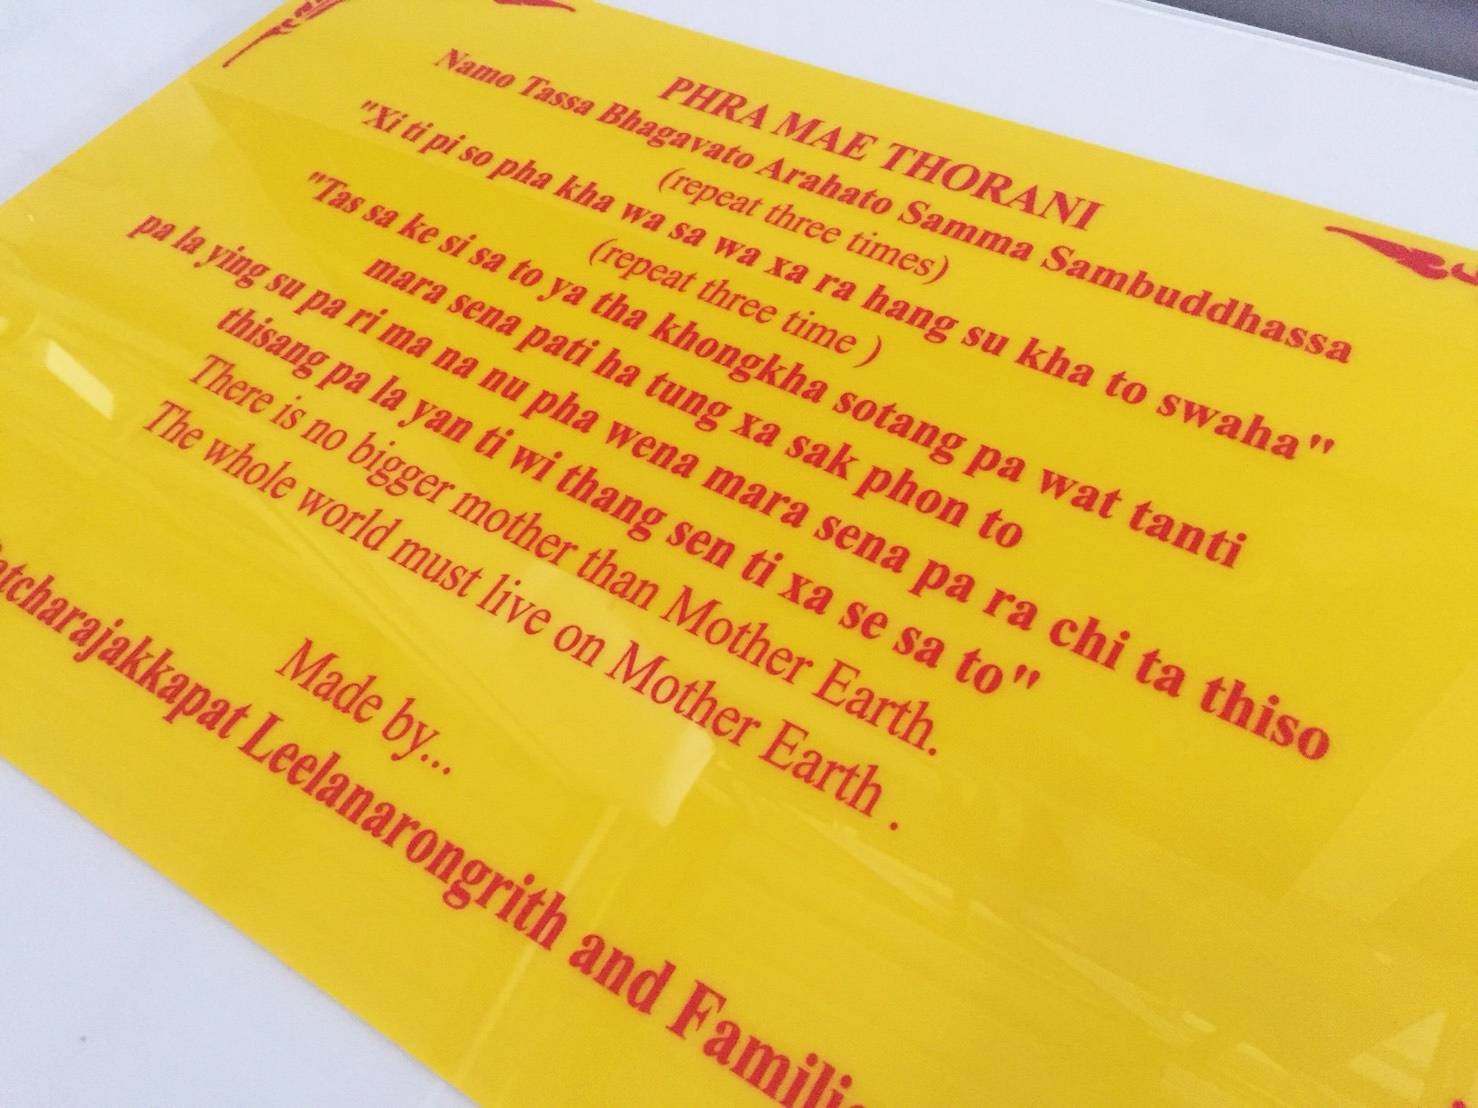 PHRA MAE THORANI
Namo Tassa Bhagavato Arahato Samma Sambuddhassa
(repeat three times)
"Xi ti pi so pha kha wa sa wa xa ra hang su kha to swaha"
(repeat three time )
"Tas sa ke si sa to ya tha khongkha sotang pa wat tanti
mara sena pati ha tung xa sak phon to
pa la ying su pa ri ma na nu pha wena mara sena pa ra chi ta thiso
thisang pa la yan ti wi thang sen ti xa se sa to"
There is no bigger mother than Mother Earth.
The whole world must live on Mother Earth .
Made by...
Leelanarongrith and